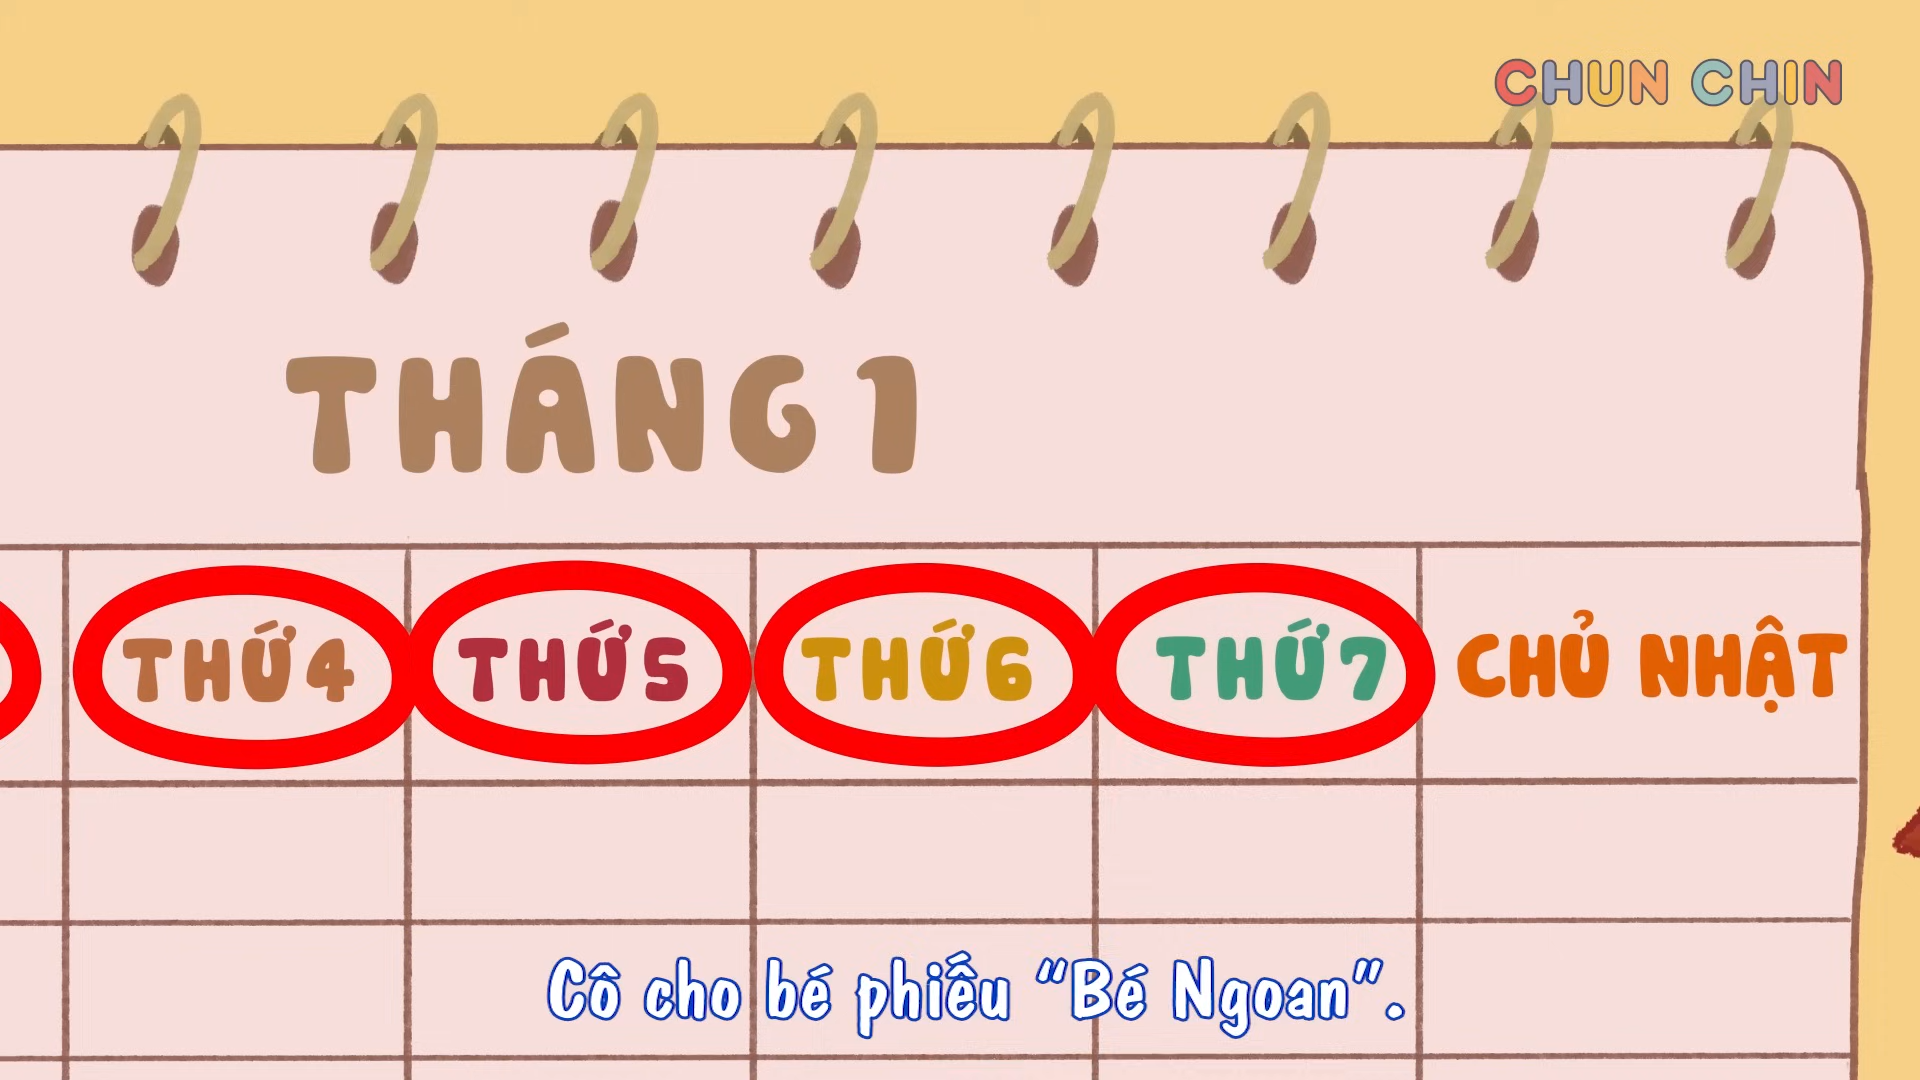 CHUN CHIN
THÁNG 1
THỨ 4 THỨ 5 THỨ 6 THỨ 7 CHỦ NHẬT
Cô cho bé phiếu “Bé Ngoan”.